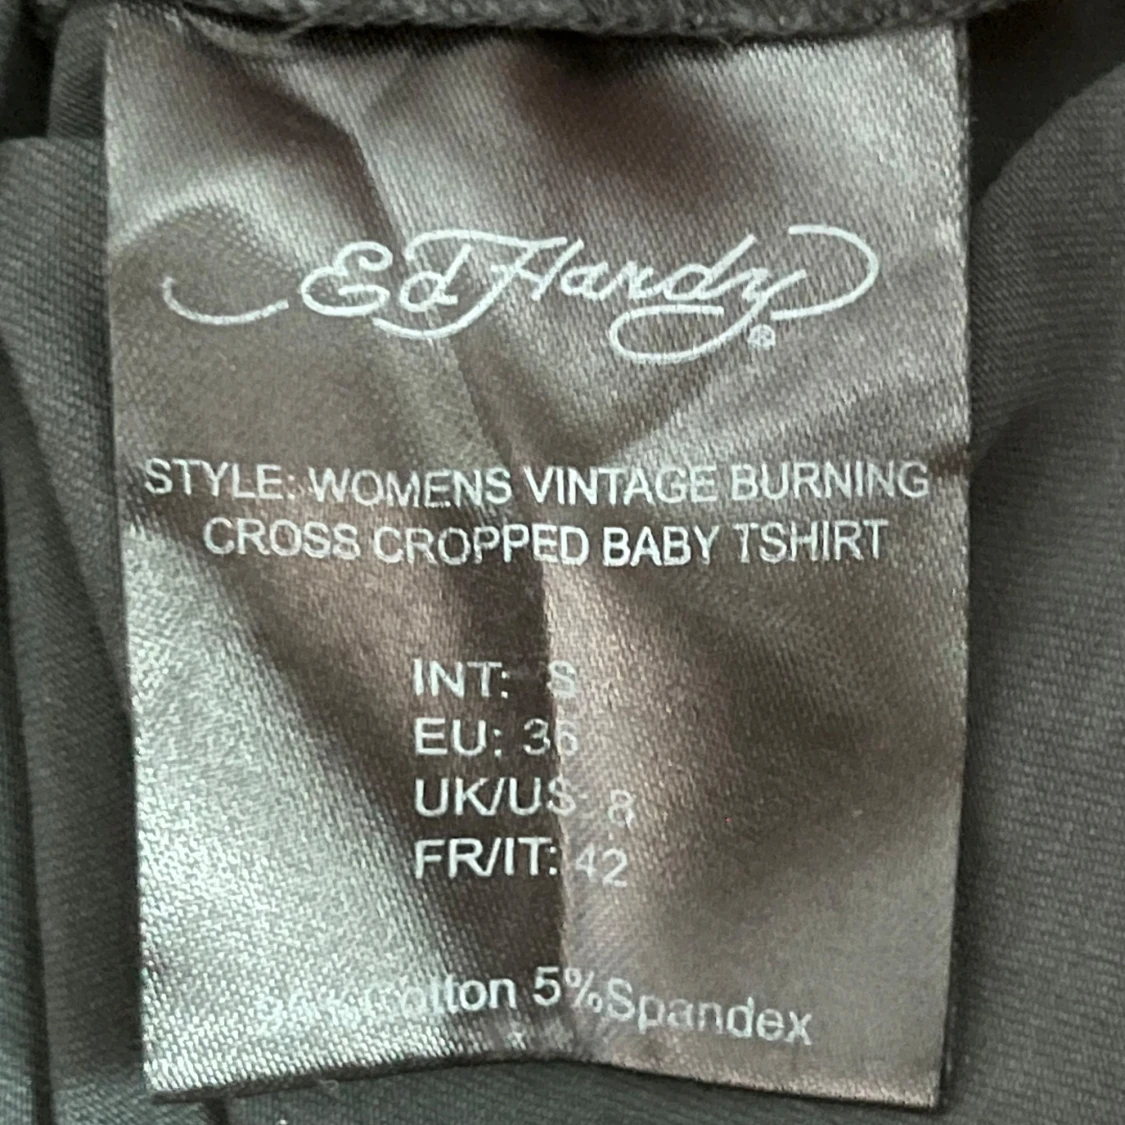 Ed Hardy®
STYLE: WOMENS VINTAGE BURNING
CROSS CROPPED BABY TSHIRT
INT: S
EU: 36
UK/US: 8
FR/IT: 42
95%Cotton 5%Spandex